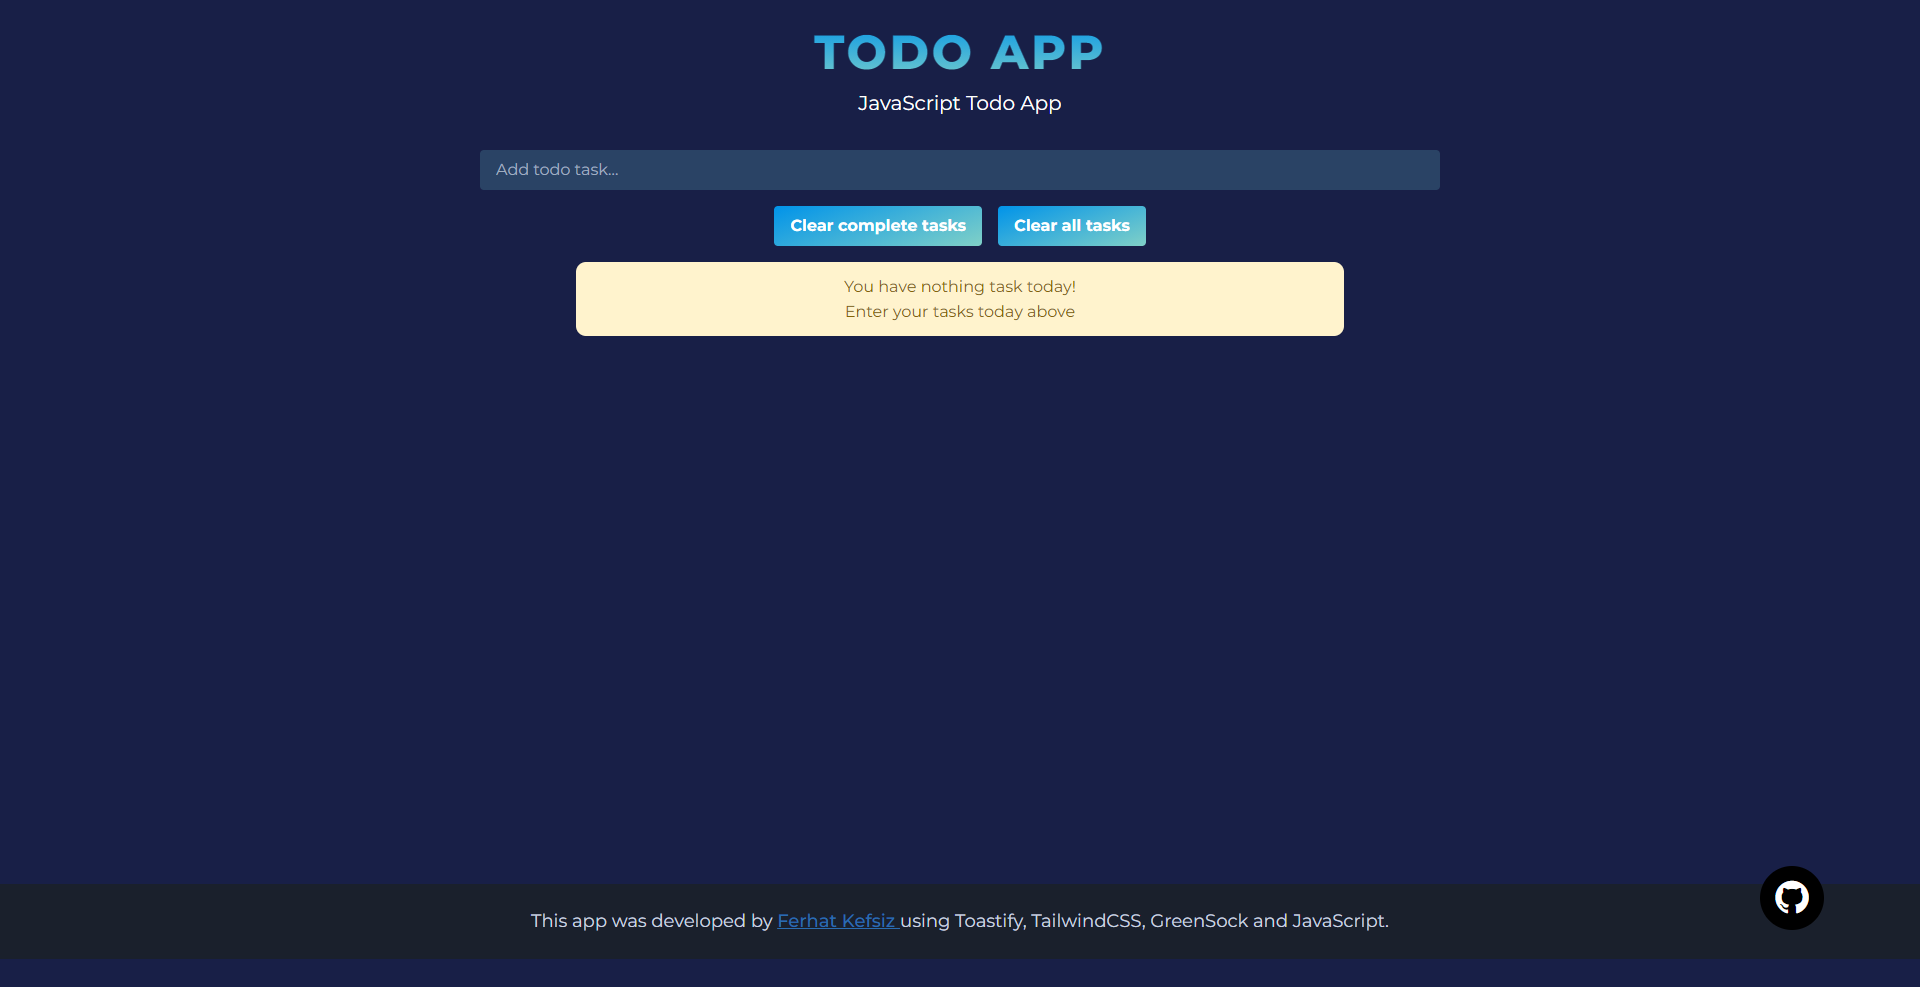 TODO APP
JavaScript Todo App
Add todo task...
Clear complete tasks
Clear all tasks
You have nothing task today!
Enter your tasks today above
This app was developed by Ferhat Kefsiz using Toastify, TailwindCSS, GreenSock and JavaScript.